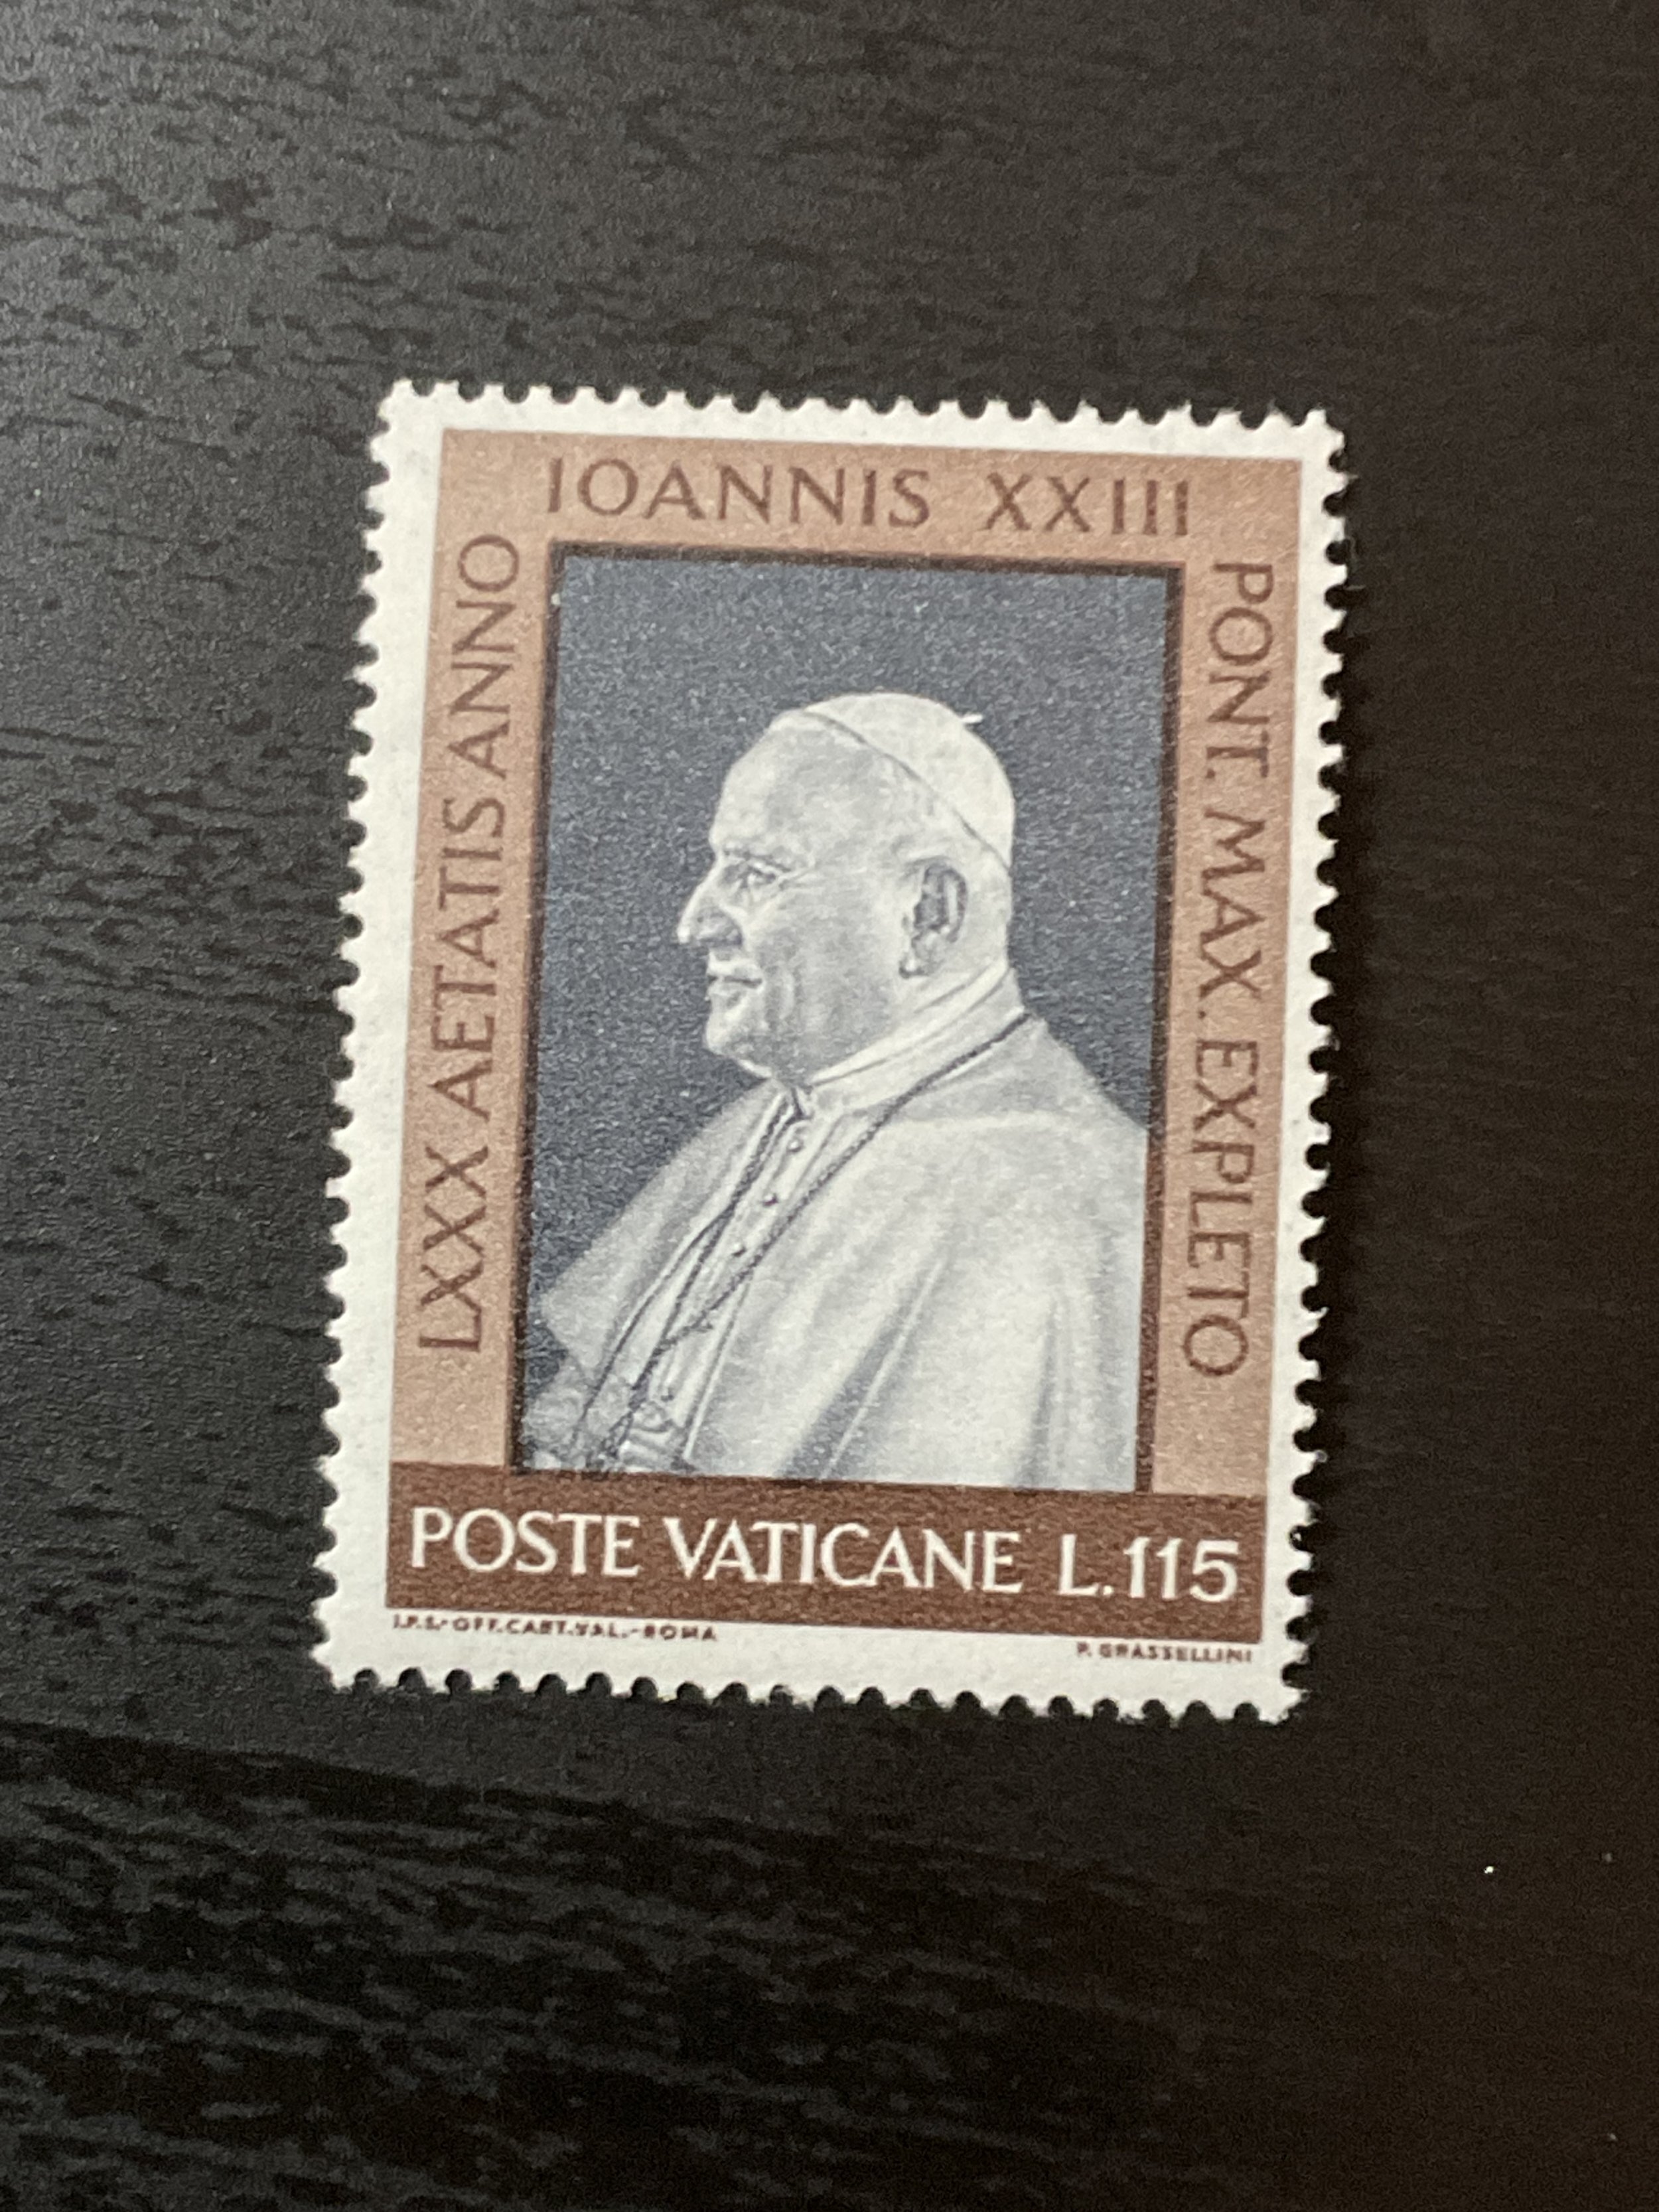 LXXX AETATIS ANNO
IOANNIS XXIII
PONT. MAX. EXPLETO
POSTE VATICANE L.115
I.P.S.-OFF.CART.VAL.-ROMA
P. GRASSELLINI